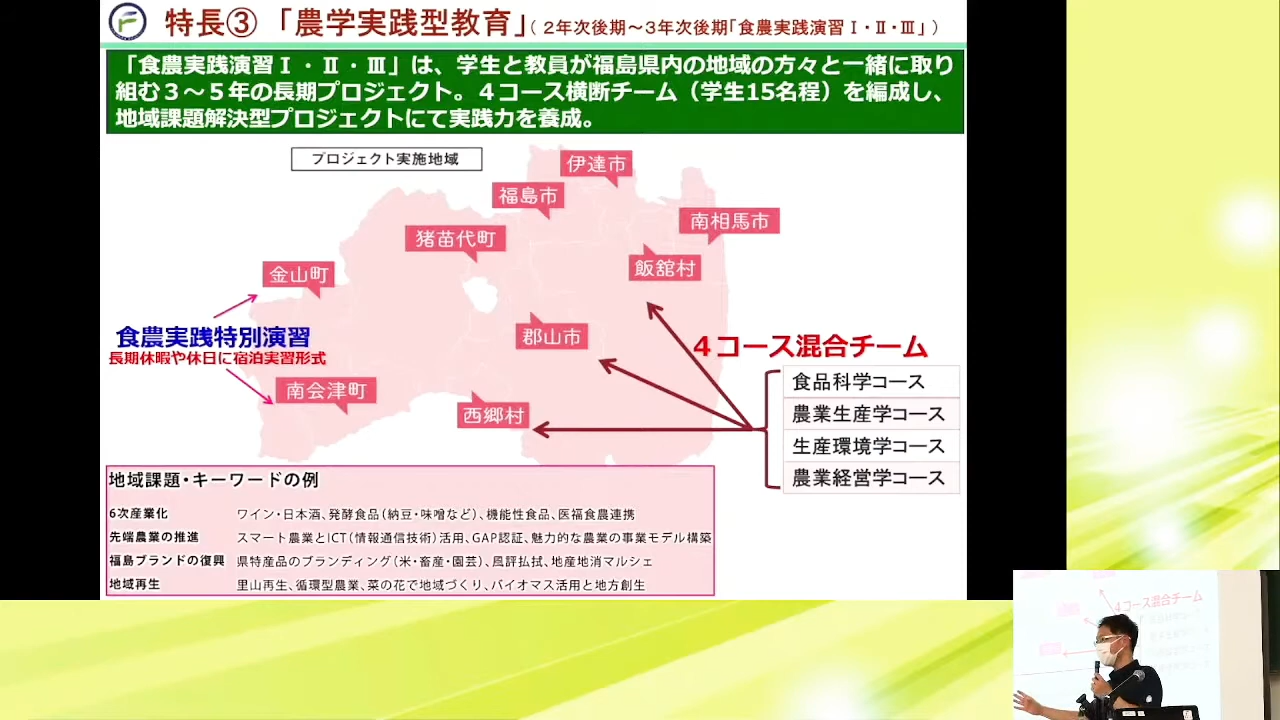 特長③ 「農学実践型教育」（ 2年次後期～3年次後期「食農実践演習Ⅰ・Ⅱ・Ⅲ」 ）
「食農実践演習Ⅰ・Ⅱ・Ⅲ」は、学生と教員が福島県内の地域の方々と一緒に取り
組む３～５年の長期プロジェクト。４コース横断チーム（学生15名程）を編成し、
地域課題解決型プロジェクトにて実践力を養成。
プロジェクト実施地域
伊達市
福島市
南相馬市
猪苗代町
飯舘村
金山町
食農実践特別演習
長期休暇や休日に宿泊実習形式
郡山市
４コース混合チーム
南会津町
西郷村
食品科学コース
農業生産学コース
生産環境学コース
農業経営学コース
地域課題・キーワードの例
6次産業化 ワイン・日本酒、発酵食品（納豆・味噌など）、機能性食品、医福食農連携
先端農業の推進 スマート農業とICT（情報通信技術）活用、GAP認証、魅力的な農業の事業モデル構築
福島ブランドの復興 県特産品のブランディング（米・畜産・園芸）、風評払拭、地産地消マルシェ
地域再生 里山再生、循環型農業、菜の花で地域づくり、バイオマス活用と地方創生
４コース混合チーム